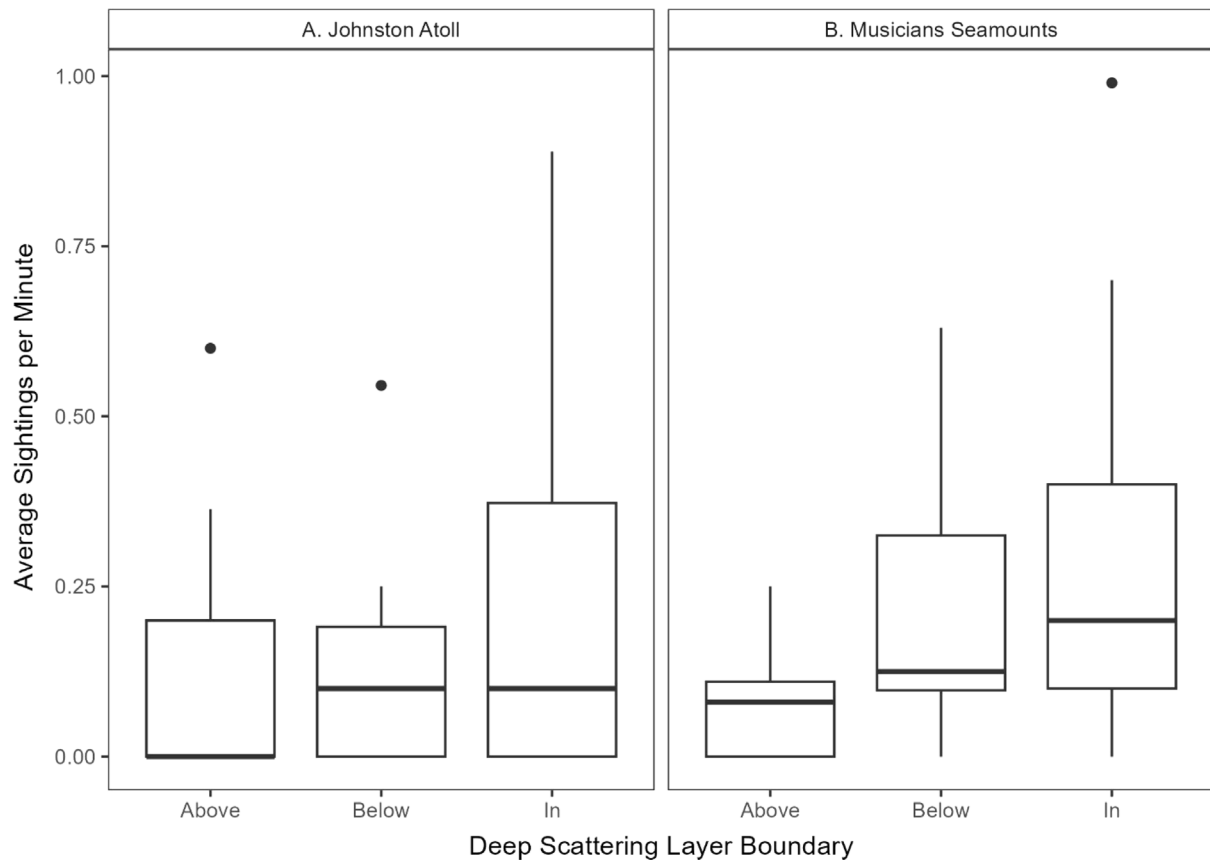 A. Johnston Atoll
B. Musicians Seamounts
Average Sightings per Minute
1.00
0.75
0.50
0.25
0.00
Above Below In
Above Below In
Deep Scattering Layer Boundary